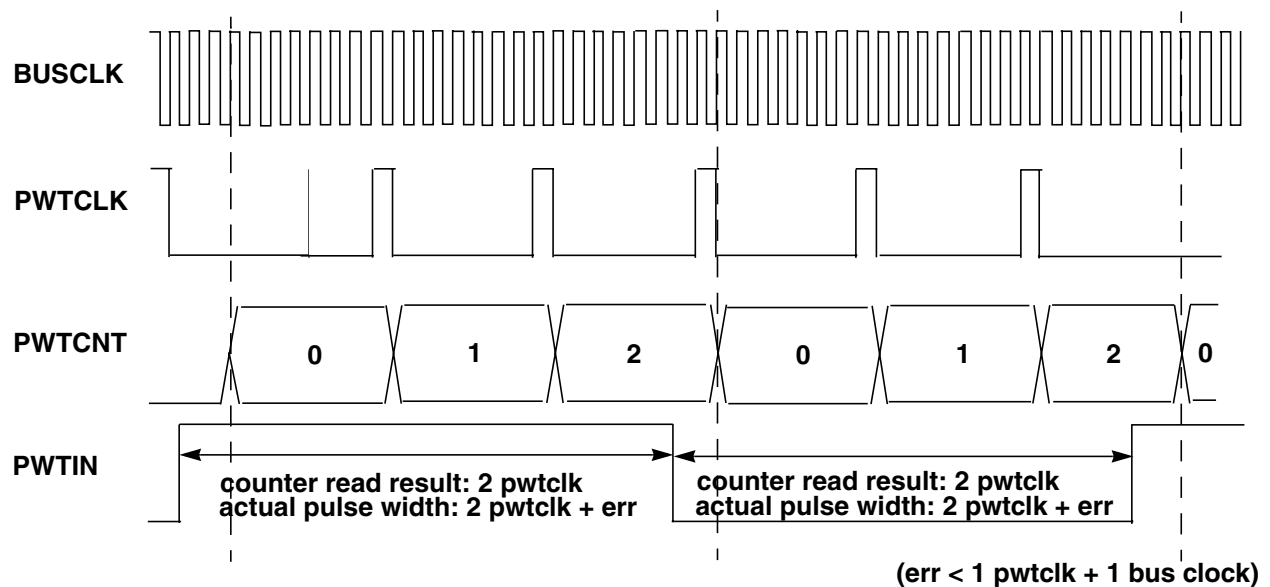 BUSCLK
PWTCLK
PWTCNT
0 1 2 0 1 2 0
PWTIN
counter read result: 2 pwtclk
actual pulse width: 2 pwtclk + err
counter read result: 2 pwtclk
actual pulse width: 2 pwtclk + err
(err < 1 pwtclk + 1 bus clock)